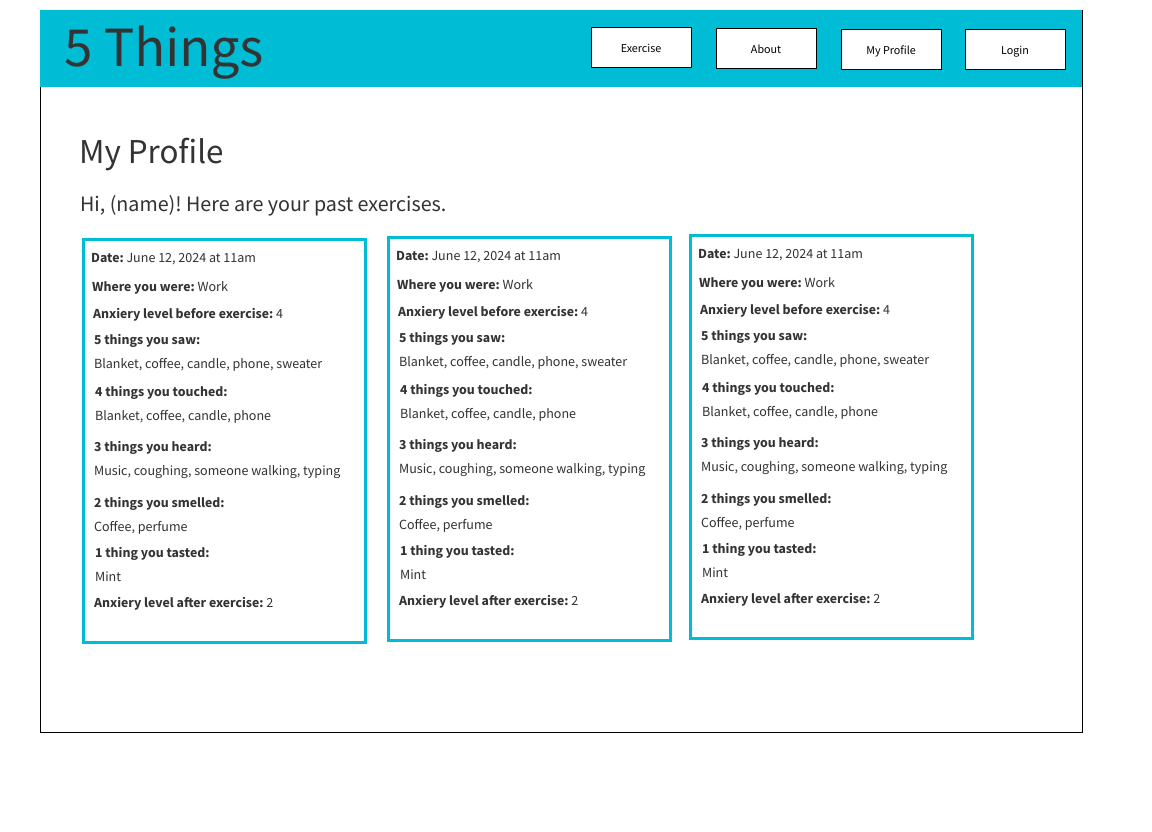 5 Things
Exercise
About
My Profile
Login
My Profile
Hi, (name)! Here are your past exercises.
Date: June 12, 2024 at 11am
Where you were: Work
Anxiery level before exercise: 4
5 things you saw:
Blanket, coffee, candle, phone, sweater
4 things you touched:
Blanket, coffee, candle, phone
3 things you heard:
Music, coughing, someone walking, typing
2 things you smelled:
Coffee, perfume
1 thing you tasted:
Mint
Anxiery level after exercise: 2
Date: June 12, 2024 at 11am
Where you were: Work
Anxiery level before exercise: 4
5 things you saw:
Blanket, coffee, candle, phone, sweater
4 things you touched:
Blanket, coffee, candle, phone
3 things you heard:
Music, coughing, someone walking, typing
2 things you smelled:
Coffee, perfume
1 thing you tasted:
Mint
Anxiery level after exercise: 2
Date: June 12, 2024 at 11am
Where you were: Work
Anxiery level before exercise: 4
5 things you saw:
Blanket, coffee, candle, phone, sweater
4 things you touched:
Blanket, coffee, candle, phone
3 things you heard:
Music, coughing, someone walking, typing
2 things you smelled:
Coffee, perfume
1 thing you tasted:
Mint
Anxiery level after exercise: 2